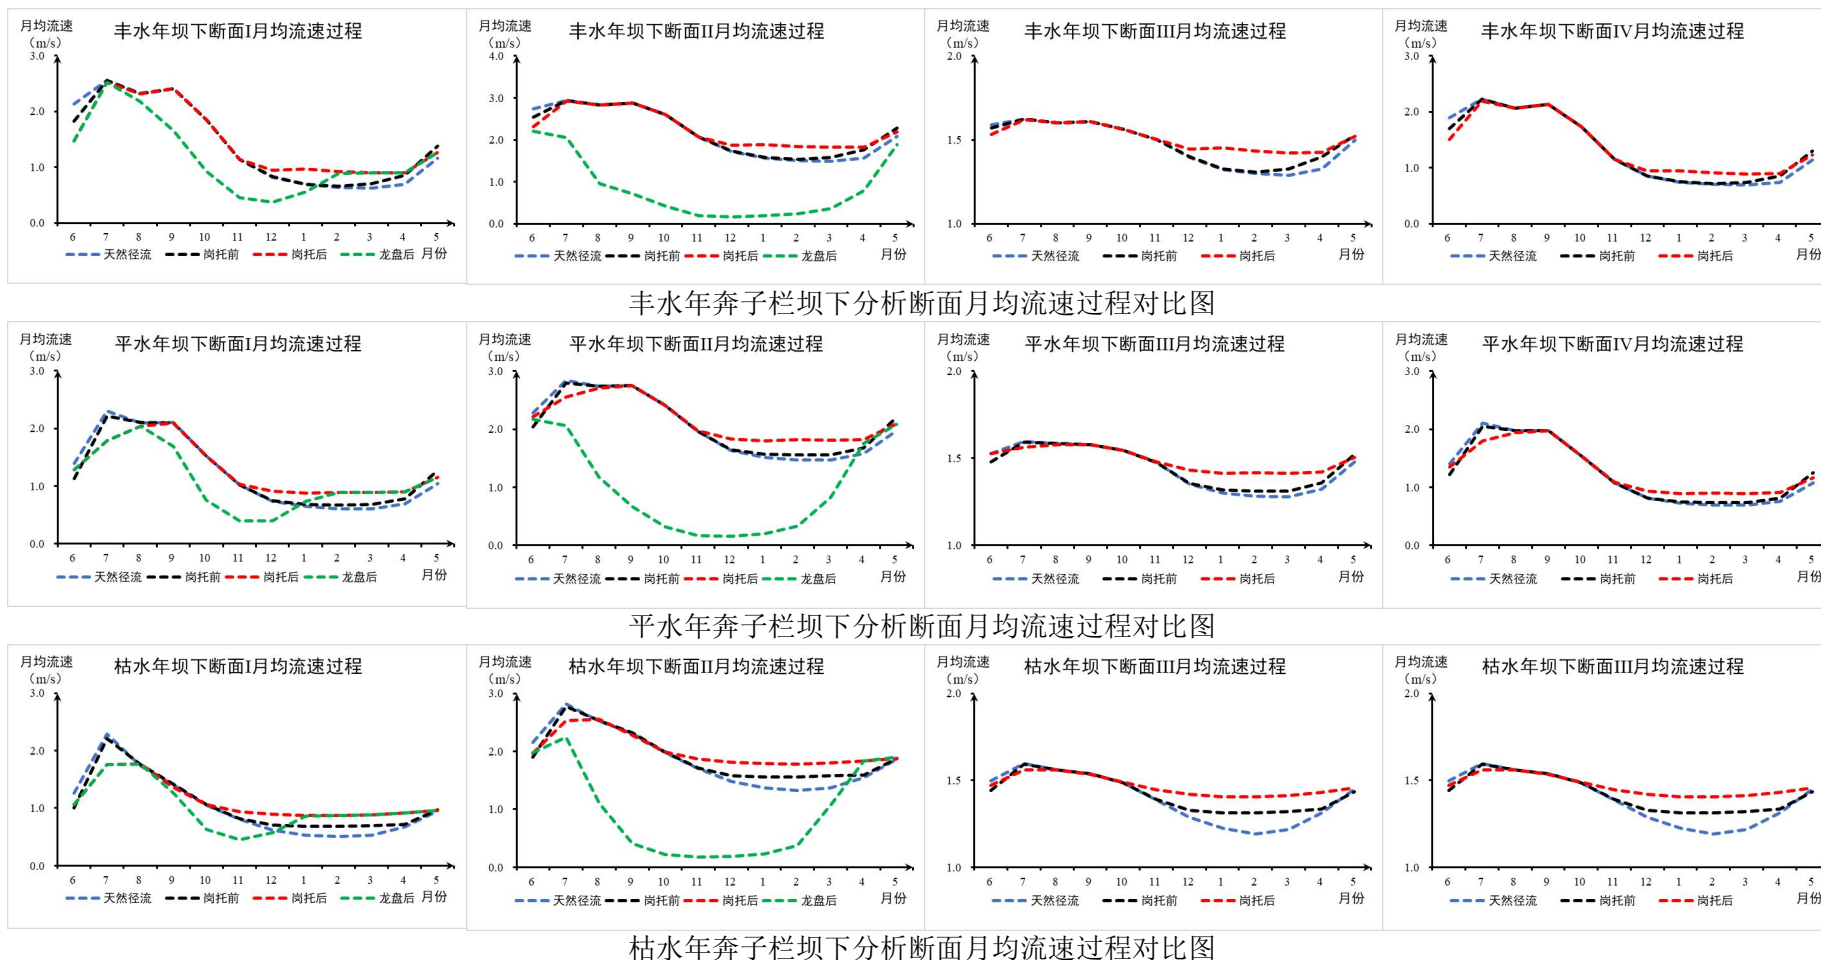 月均流速
（m/s）
丰水年坝下断面I月均流速过程
3.0
2.0
1.0
0.0
6 7 8 9 10 11 12 1 2 3 4 5
天然径流 岗托前 岗托后 龙盘后 月份
月均流速
（m/s）
丰水年坝下断面II月均流速过程
4.0
3.0
2.0
1.0
0.0
6 7 8 9 10 11 12 1 2 3 4 5
天然径流 岗托前 岗托后 龙盘后 月份
月均流速
（m/s）
丰水年坝下断面III月均流速过程
2.0
1.5
1.0
6 7 8 9 10 11 12 1 2 3 4 5
天然径流 岗托前 岗托后 月份
月均流速
（m/s）
丰水年坝下断面IV月均流速过程
3.0
2.0
1.0
0.0
6 7 8 9 10 11 12 1 2 3 4 5
天然径流 岗托前 岗托后 月份
丰水年奔子栏坝下分析断面月均流速过程对比图
月均流速
（m/s）
平水年坝下断面I月均流速过程
3.0
2.0
1.0
0.0
6 7 8 9 10 11 12 1 2 3 4 5
天然径流 岗托前 岗托后 龙盘后 月份
月均流速
（m/s）
平水年坝下断面II月均流速过程
3.0
2.0
1.0
0.0
6 7 8 9 10 11 12 1 2 3 4 5
天然径流 岗托前 岗托后 龙盘后 月份
月均流速
（m/s）
平水年坝下断面III月均流速过程
2.0
1.5
1.0
6 7 8 9 10 11 12 1 2 3 4 5
天然径流 岗托前 岗托后 月份
月均流速
（m/s）
平水年坝下断面IV月均流速过程
3.0
2.0
1.0
0.0
6 7 8 9 10 11 12 1 2 3 4 5
天然径流 岗托前 岗托后 月份
平水年奔子栏坝下分析断面月均流速过程对比图
月均流速
（m/s）
枯水年坝下断面I月均流速过程
3.0
2.0
1.0
0.0
6 7 8 9 10 11 12 1 2 3 4 5
天然径流 岗托前 岗托后 龙盘后 月份
月均流速
（m/s）
枯水年坝下断面II月均流速过程
3.0
2.0
1.0
0.0
6 7 8 9 10 11 12 1 2 3 4 5
天然径流 岗托前 岗托后 龙盘后 月份
月均流速
（m/s）
枯水年坝下断面III月均流速过程
2.0
1.5
1.0
6 7 8 9 10 11 12 1 2 3 4 5
天然径流 岗托前 岗托后 月份
月均流速
（m/s）
枯水年坝下断面III月均流速过程
2.0
1.5
1.0
6 7 8 9 10 11 12 1 2 3 4 5
天然径流 岗托前 岗托后 月份
枯水年奔子栏坝下分析断面月均流速过程对比图